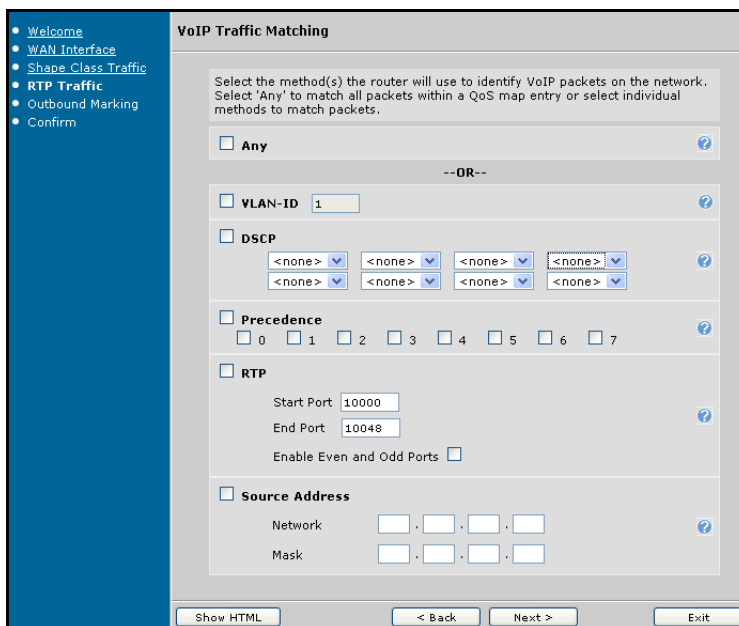 Welcome
WAN Interface
Shape Class Traffic
RTP Traffic
Outbound Marking
Confirm
VoIP Traffic Matching
Select the method(s) the router will use to identify VoIP packets on the network.
Select 'Any' to match all packets within a QoS map entry or select individual
methods to match packets.
Any ?
--OR--
VLAN-ID 1 ?
DSCP
<none> <none> <none> <none> ?
<none> <none> <none> <none>
Precedence ?
0 1 2 3 4 5 6 7
RTP
Start Port 10000
?
End Port 10048
Enable Even and Odd Ports
Source Address
Network . . . ?
Mask . . .
Show HTML < Back Next > Exit